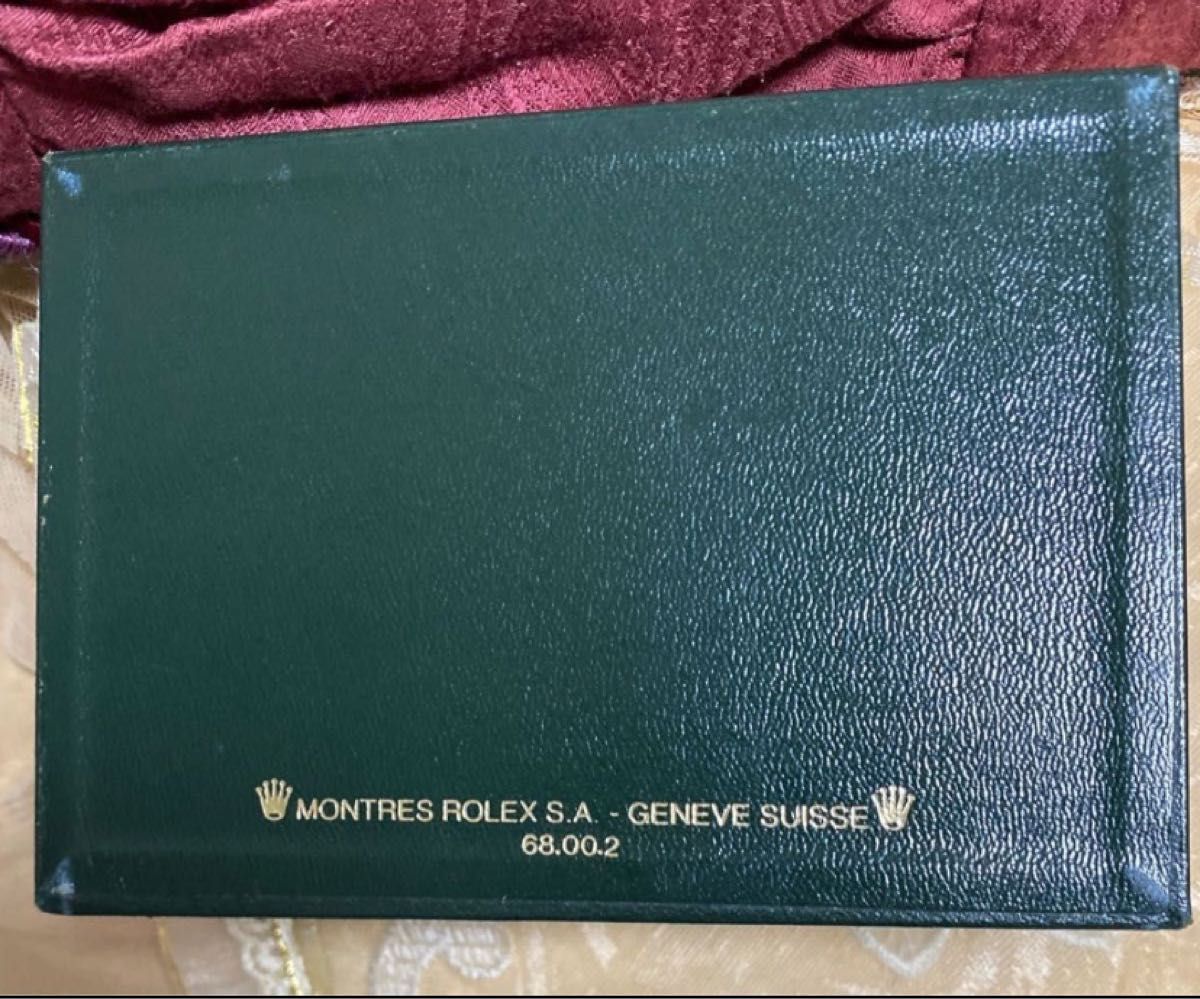 MONTRES ROLEX S.A. - GENEVE SUISSE
68.00.2